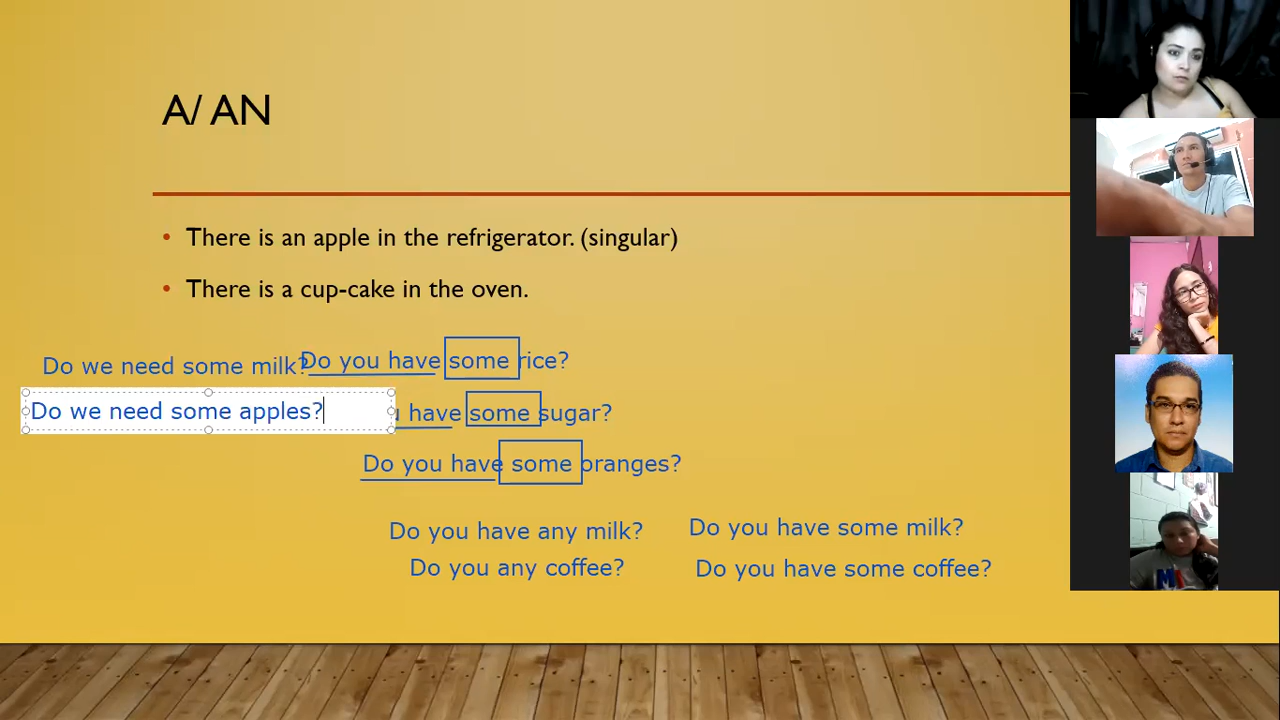 A/ AN
• There is an apple in the refrigerator. (singular)
• There is a cup-cake in the oven.
Do we need some milk?
Do you have some rice?
Do we need some apples?
have some sugar?
Do you have some oranges?
Do you have any milk?
Do you have some milk?
Do you any coffee?
Do you have some coffee?